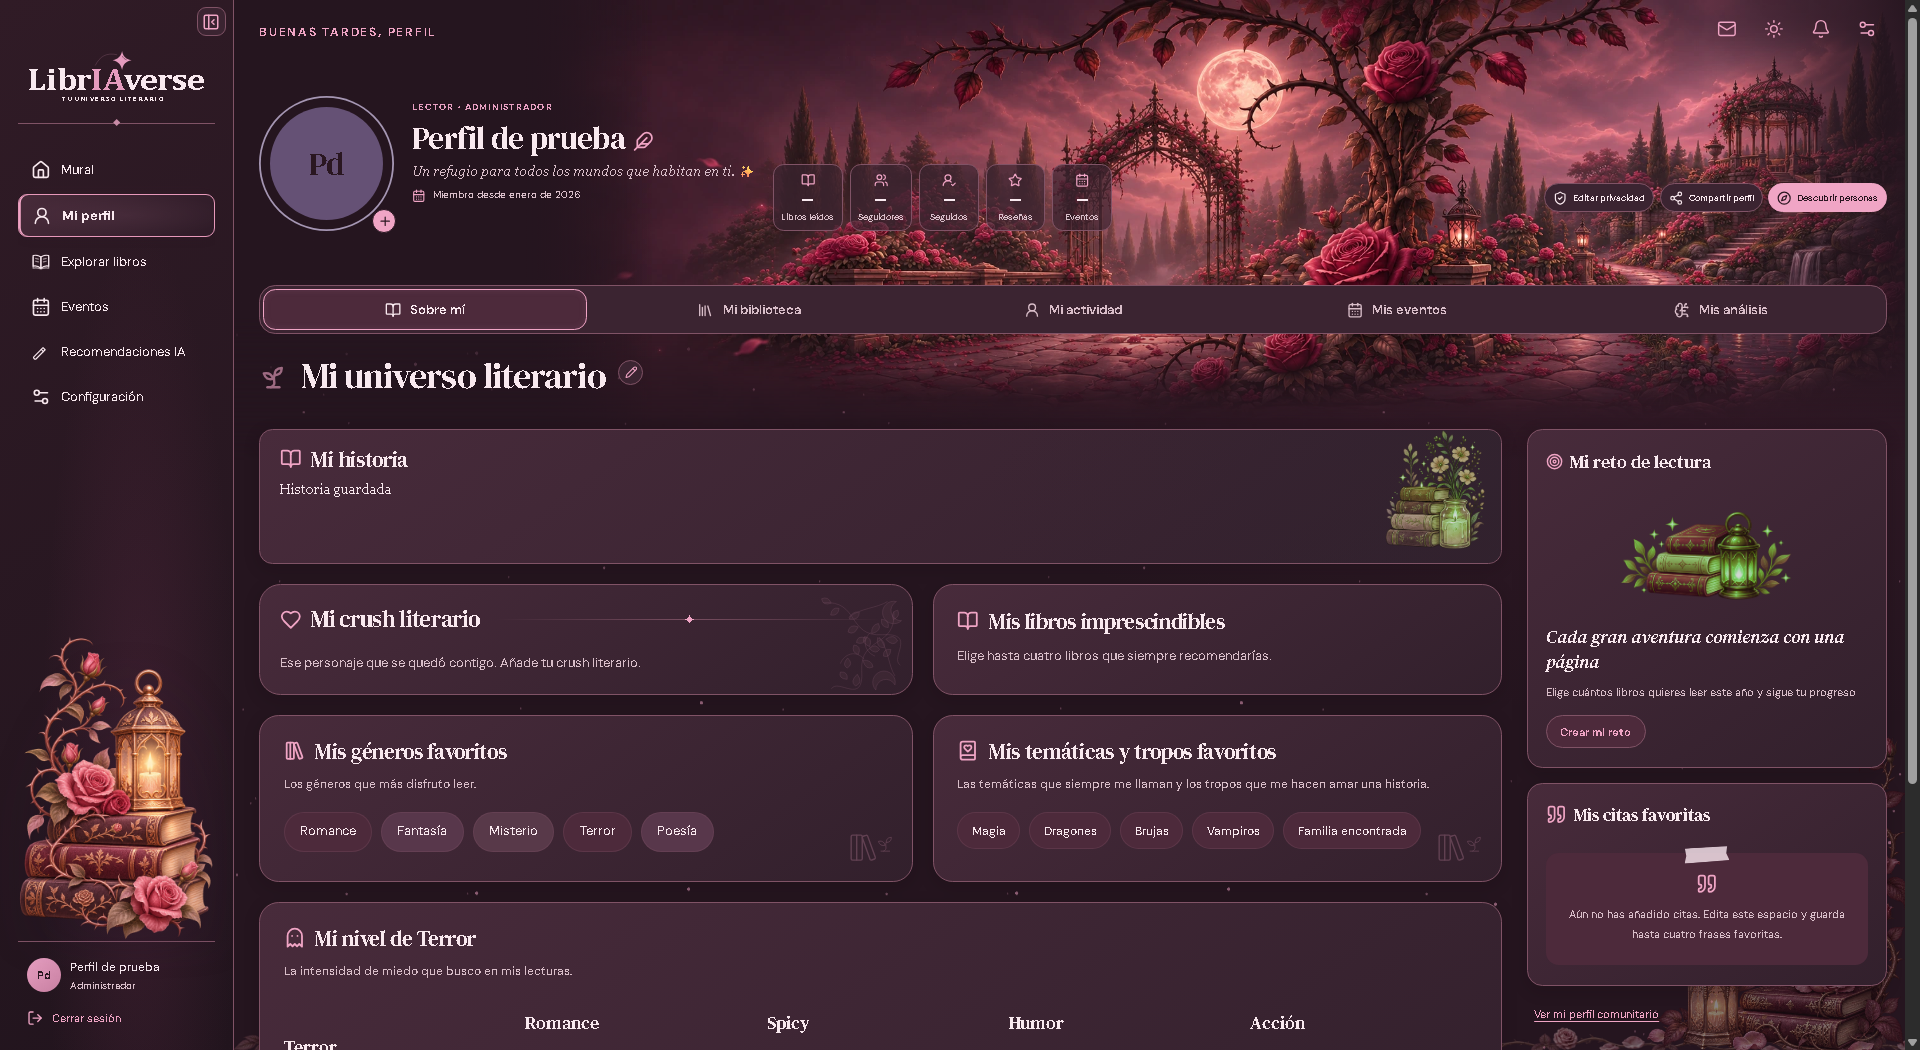 LibrIAverse
TU UNIVERSO LITERARIO
Mural
Mi perfil
Explorar libros
Eventos
Recomendaciones IA
Configuración
Pd
Perfil de prueba
Administrador
Cerrar sesión
BUENAS TARDES, PERFIL
Pd
LECTOR · ADMINISTRADOR
Perfil de prueba
Un refugio para todos los mundos que habitan en ti. ✨
Miembro desde enero de 2026
— — — — —
Libros leídos Seguidores Seguidos Reseñas Eventos
Editar privacidad Compartir perfil Descubrir personas
Sobre mí Mi biblioteca Mi actividad Mis eventos Mis análisis
Mi universo literario
Mi historia
Historia guardada
Mi crush literario
Ese personaje que se quedó contigo. Añade tu crush literario.
Mis libros imprescindibles
Elige hasta cuatro libros que siempre recomendarías.
Mis géneros favoritos
Los géneros que más disfruto leer.
Romance Fantasía Misterio Terror Poesía
Mis temáticas y tropos favoritos
Las temáticas que siempre me llaman y los tropos que me hacen amar una historia.
Magia Dragones Brujas Vampiros Familia encontrada
Mi nivel de Terror
La intensidad de miedo que busco en mis lecturas.
Romance Spicy Humor Acción
Terror
Mi reto de lectura
Cada gran aventura comienza con una
página
Elige cuántos libros quieres leer este año y sigue tu progreso
Crear mi reto
Mis citas favoritas
Aún no has añadido citas. Edita este espacio y guarda
hasta cuatro frases favoritas.
Ver mi perfil comunitario